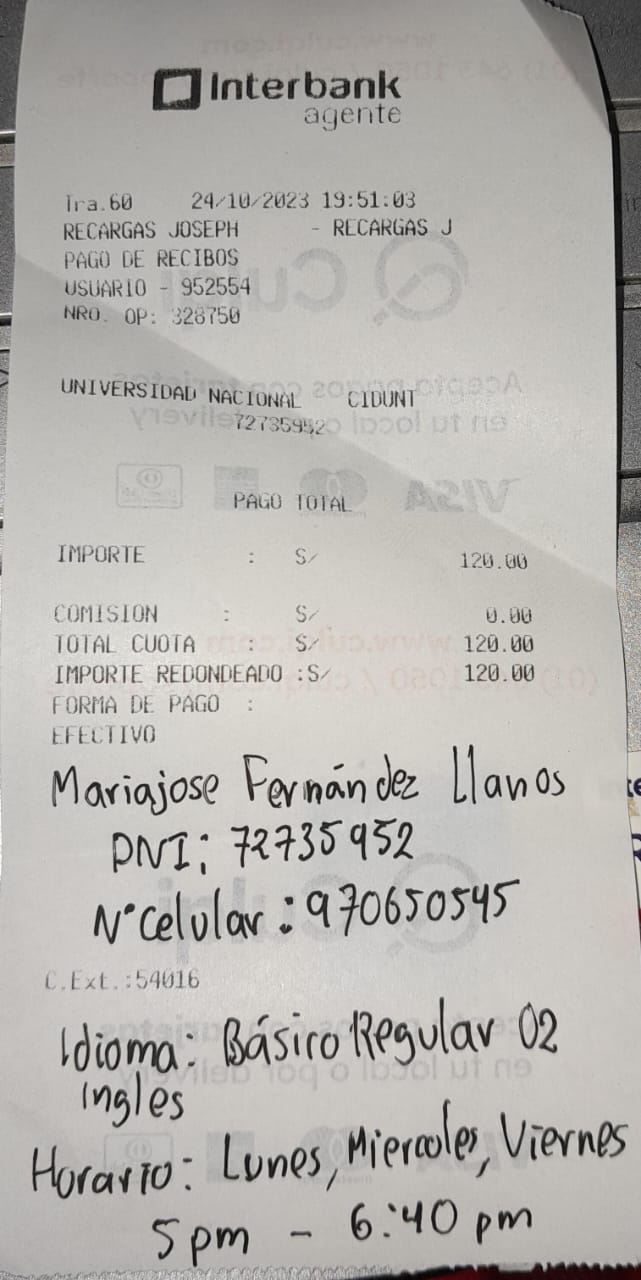 Interbank
agente
Tra.60 24/10/2023 19:51:03
RECARGAS JOSEPH - RECARGAS J
PAGO DE RECIBOS
USUARIO - 952554
NRO. OP: 328750
UNIVERSIDAD NACIONAL CIDUNT
72735952
PAGO TOTAL
IMPORTE : S/ 120.00
COMISION : S/ 0.00
TOTAL CUOTA : S/ 120.00
IMPORTE REDONDEADO :S/ 120.00
FORMA DE PAGO :
EFECTIVO
Mariajose Fernández Llanos
DNI: 72735952
N° Celular: 970650545
C.Ext.:54016
Idioma: Básico Regular 02
Ingles
Horario: Lunes, Miercoles, Viernes
5 pm - 6:40 pm